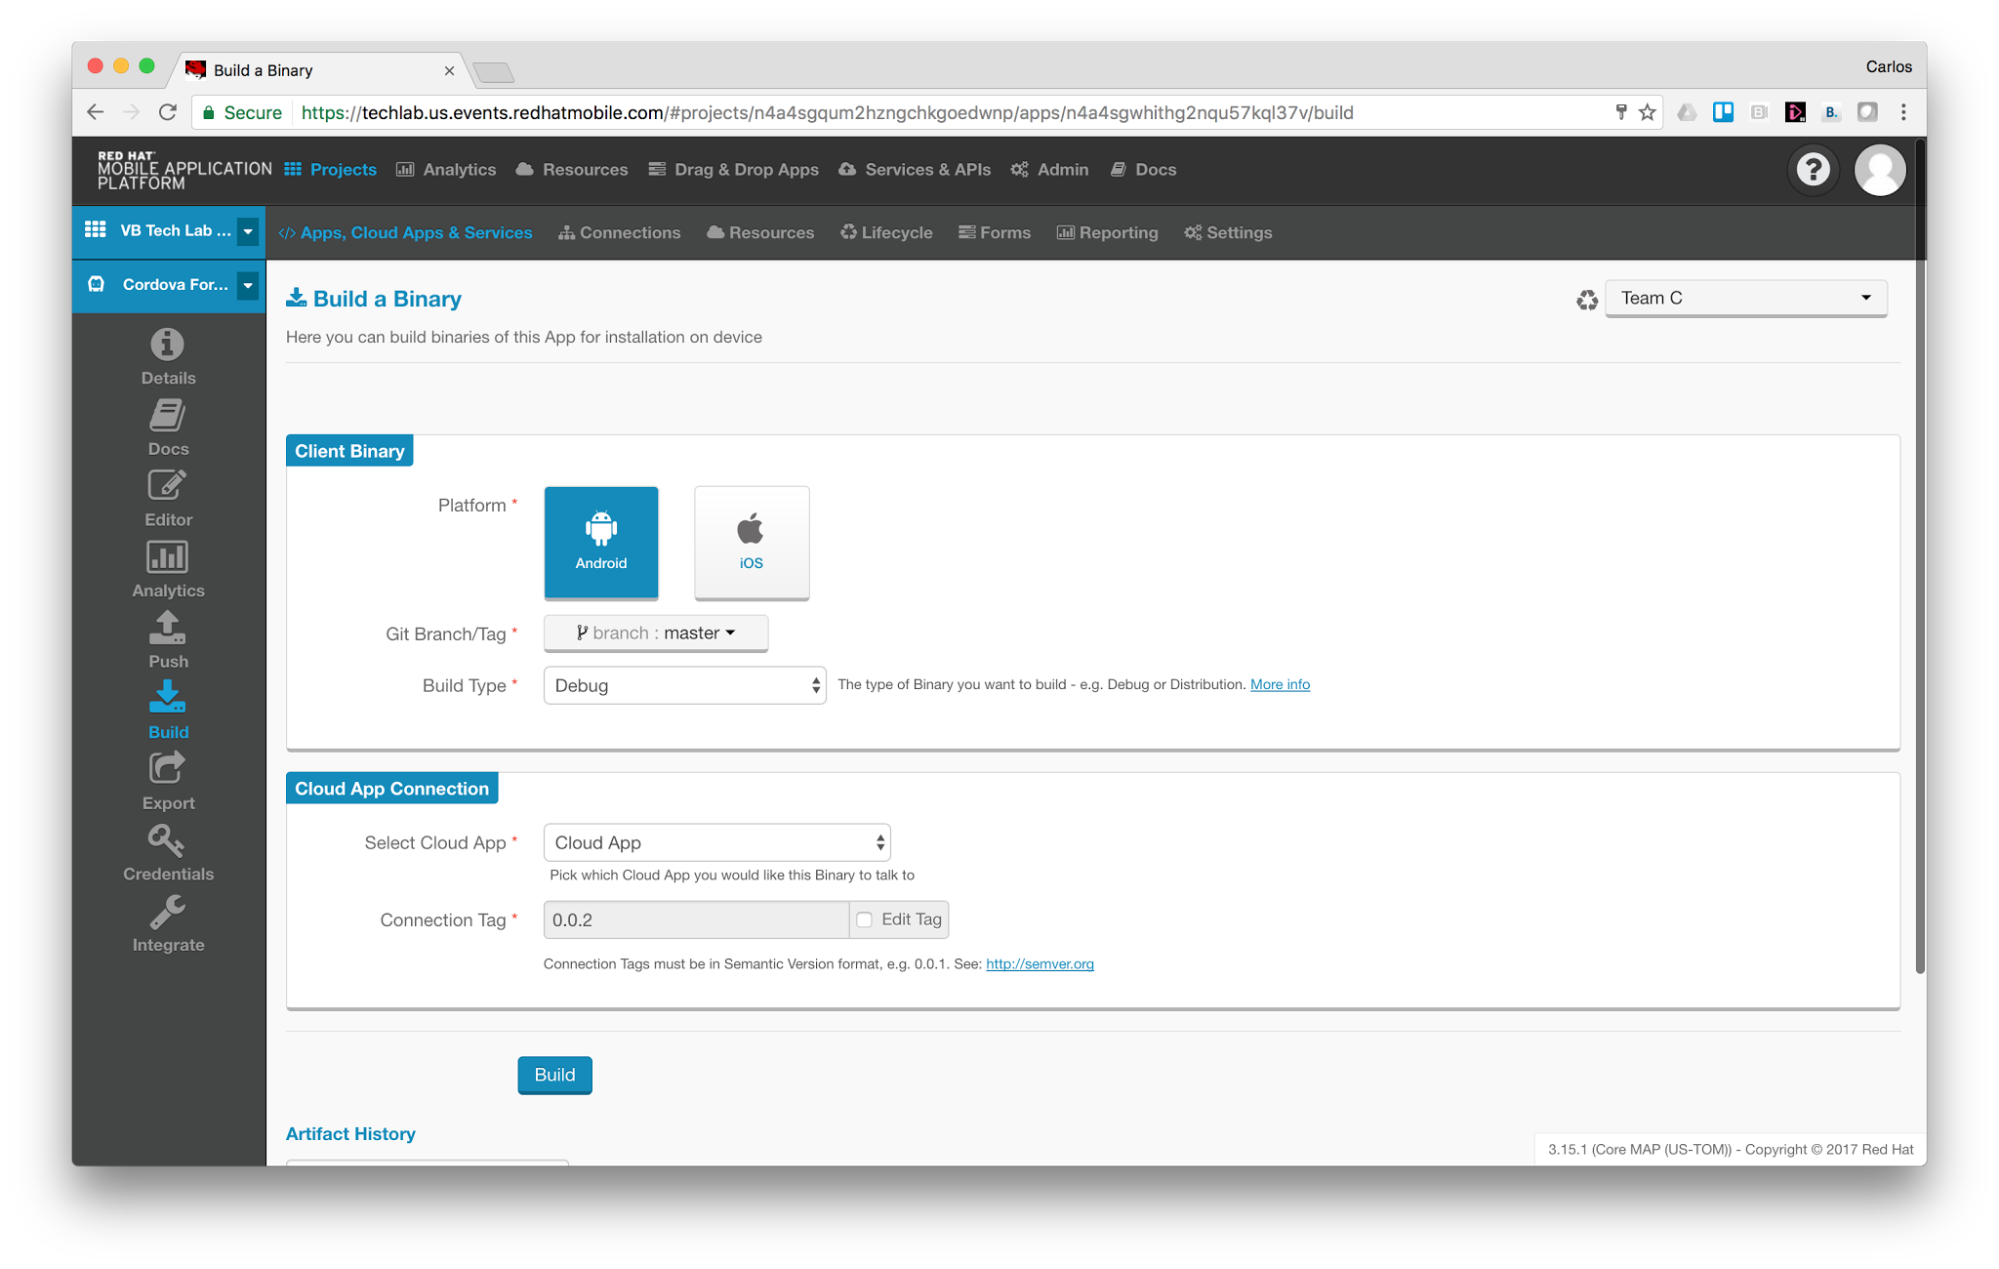 Build a Binary
Carlos
Secure https://techlab.us.events.redhatmobile.com/#projects/n4a4sgqum2hzngchkgoedwnp/apps/n4a4sgwhithg2nqu57kql37v/build
RED HAT
MOBILE APPLICATION
PLATFORM
Projects Analytics Resources Drag & Drop Apps Services & APIs Admin Docs
VB Tech Lab ...
</> Apps, Cloud Apps & Services Connections Resources Lifecycle Forms Reporting Settings
Cordova For...
Build a Binary
Team C
Here you can build binaries of this App for installation on device
Details
Docs
Editor
Analytics
Push
Build
Export
Credentials
Integrate
Client Binary
Platform *
Android
iOS
Git Branch/Tag *
branch : master
Build Type *
Debug
The type of Binary you want to build - e.g. Debug or Distribution. More info
Cloud App Connection
Select Cloud App *
Cloud App
Pick which Cloud App you would like this Binary to talk to
Connection Tag *
0.0.2
Edit Tag
Connection Tags must be in Semantic Version format, e.g. 0.0.1. See: http://semver.org
Build
Artifact History
3.15.1 (Core MAP (US-TOM)) - Copyright © 2017 Red Hat